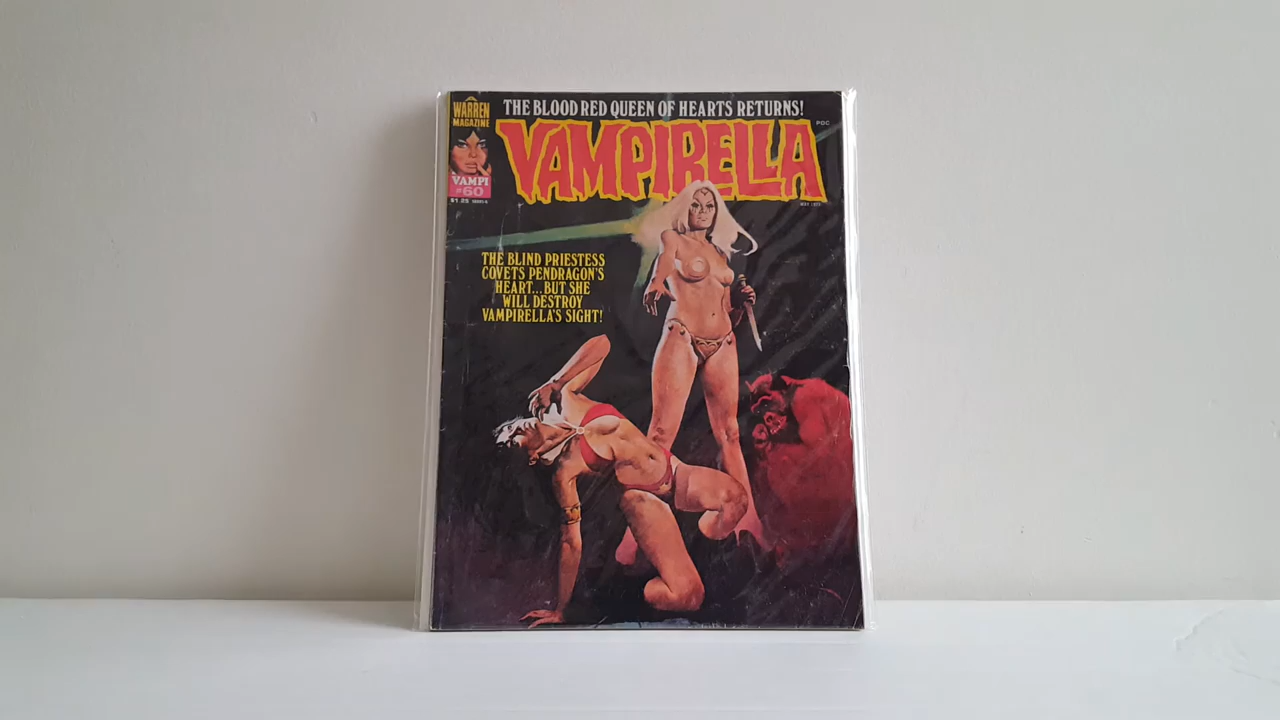 THE BLOOD RED QUEEN OF HEARTS RETURNS!
WARREN
MAGAZINE
VAMPIRELLA
PDC
VAMPI
#60
$1.25
THE BLIND PRIESTESS
COVETS PENDRAGON'S
HEART...BUT SHE
WILL DESTROY
VAMPIRELLA'S SIGHT!